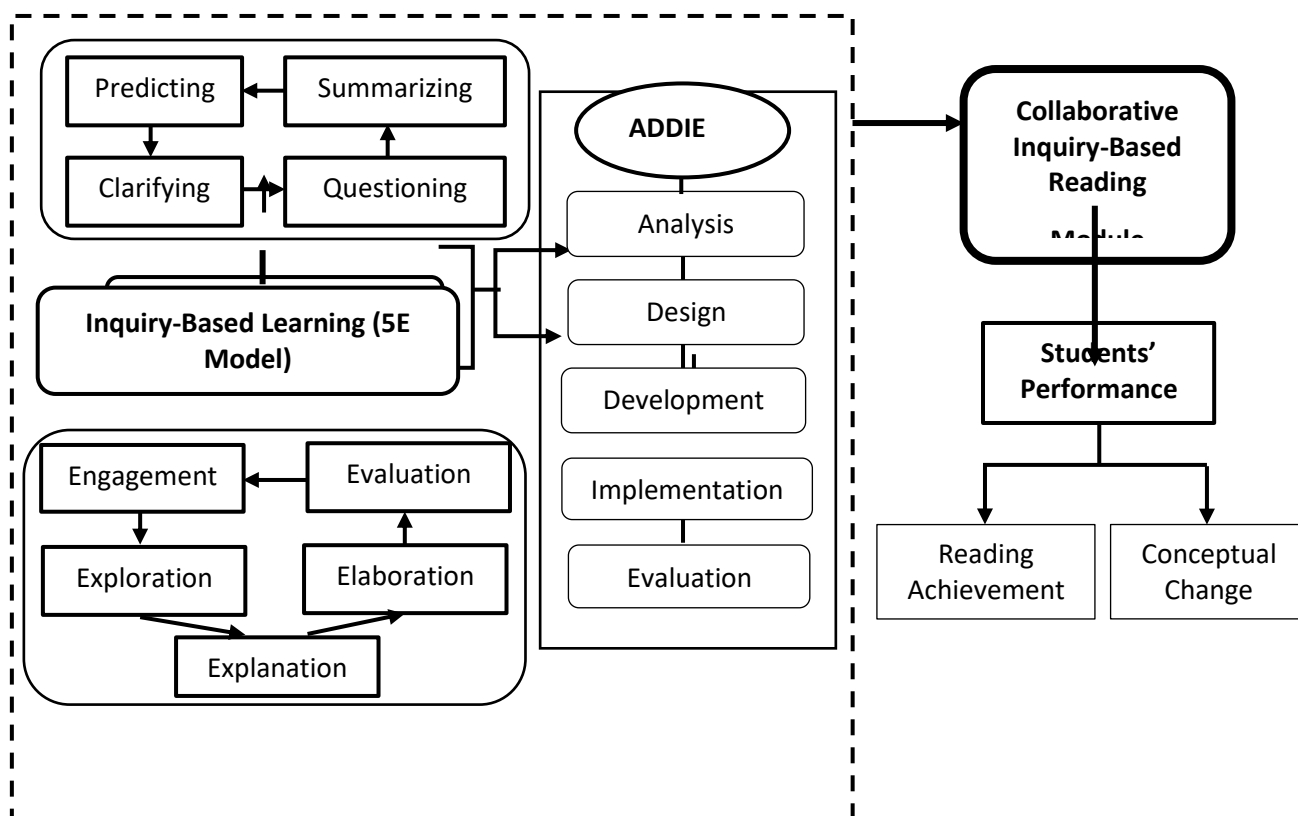 Predicting
Summarizing
Clarifying
Questioning
Inquiry-Based Learning (5E
Model)
Engagement
Evaluation
Exploration
Elaboration
Explanation
ADDIE
Analysis
Design
Development
Implementation
Evaluation
Collaborative
Inquiry-Based
Reading
Module
Students’
Performance
Reading
Achievement
Conceptual
Change